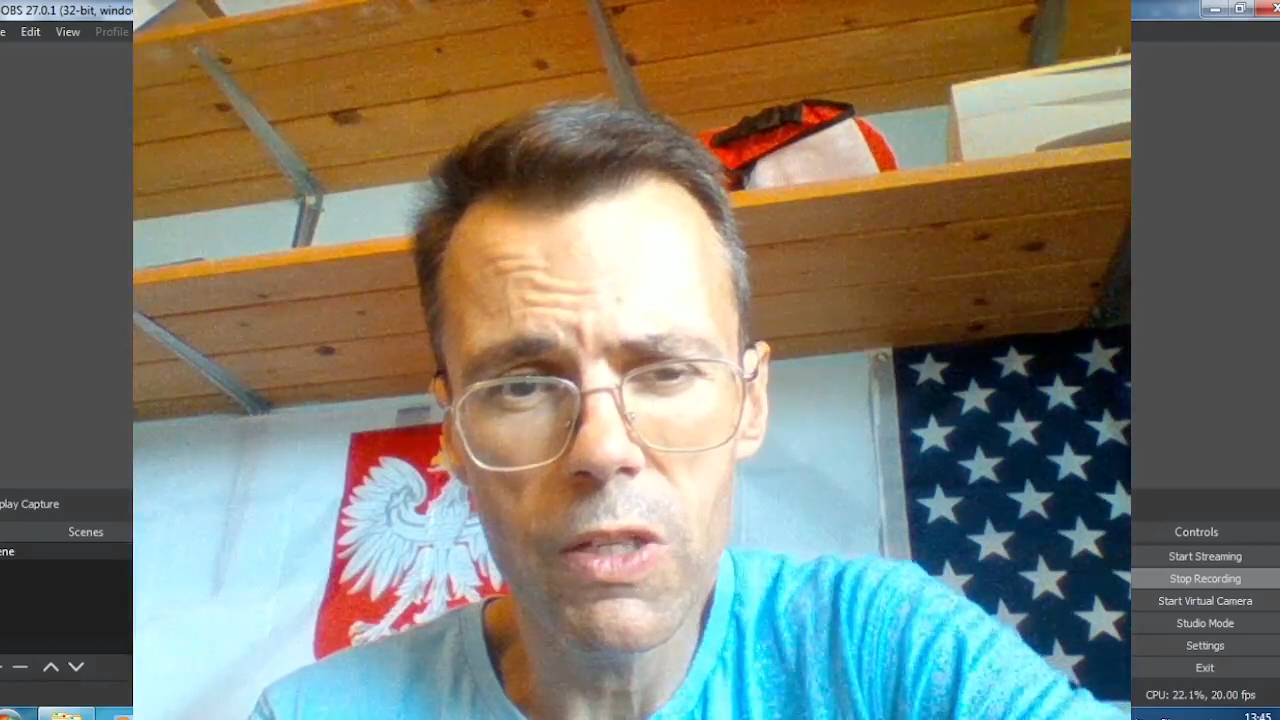 OBS 27.0.1 (32-bit, windo
e Edit View Profile
play Capture
Scenes
ene
Controls
Start Streaming
Stop Recording
Start Virtual Camera
Studio Mode
Settings
Exit
CPU: 22.1%, 20.00 fps
13:45